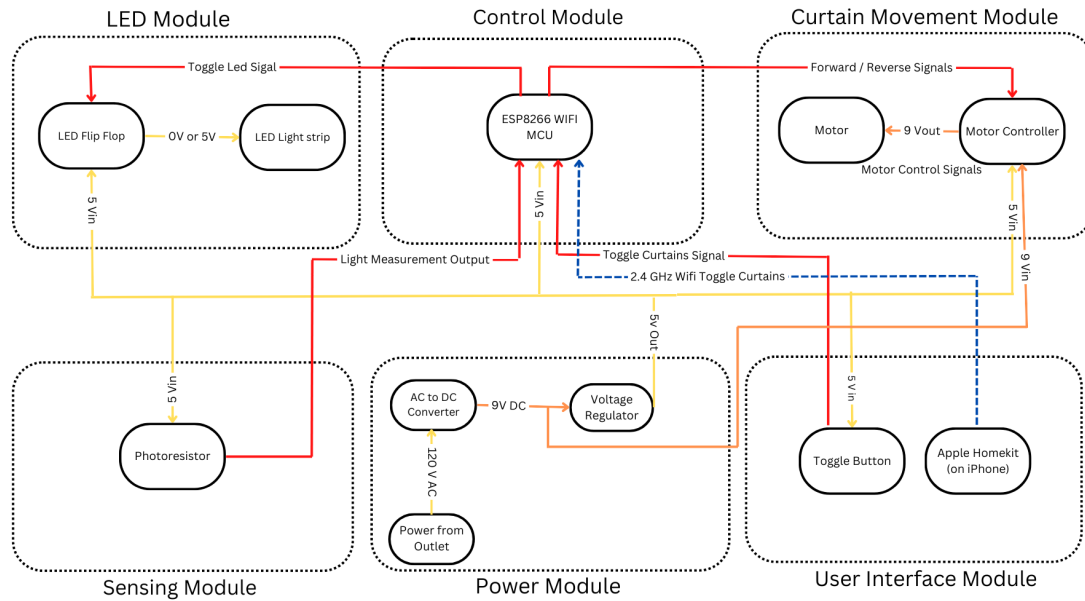 LED Module
Control Module
Curtain Movement Module
Toggle Led Sigal
Forward / Reverse Signals
LED Flip Flop
0V or 5V
LED Light strip
ESP8266 WIFI
MCU
Motor
9 Vout
Motor Controller
Motor Control Signals
5 Vin
5 Vin
5 Vin
9 Vin
Light Measurement Output
Toggle Curtains Signal
2.4 GHz Wifi Toggle Curtains
5 Vin
5v Out
5 Vin
AC to DC
Converter
9V DC
Voltage
Regulator
120 V AC
Power from
Outlet
Photoresistor
Toggle Button
Apple Homekit
(on iPhone)
Sensing Module
Power Module
User Interface Module